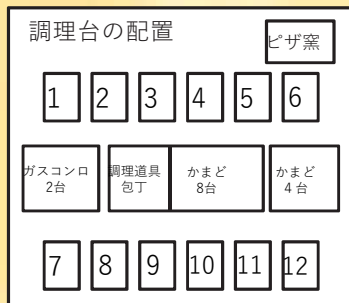 調理台の配置
ピザ窯
1 2 3 4 5 6
ガスコンロ
2台
調理道具
包丁
かまど
8台
かまど
4台
7 8 9 10 11 12